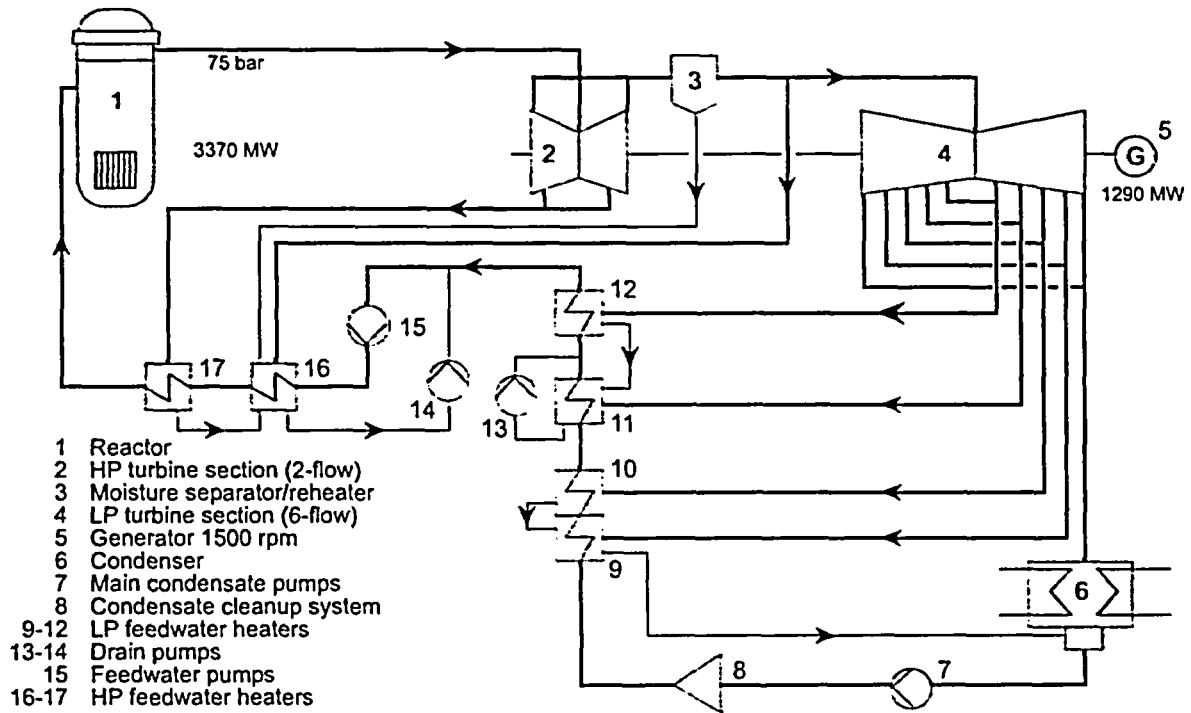 75 bar
1
3
3370 MW
2
4
5
G
1290 MW
12
15
17
16
14
13
11
10
9
6
8
7
1 Reactor
2 HP turbine section (2-flow)
3 Moisture separator/reheater
4 LP turbine section (6-flow)
5 Generator 1500 rpm
6 Condenser
7 Main condensate pumps
8 Condensate cleanup system
9-12 LP feedwater heaters
13-14 Drain pumps
15 Feedwater pumps
16-17 HP feedwater heaters